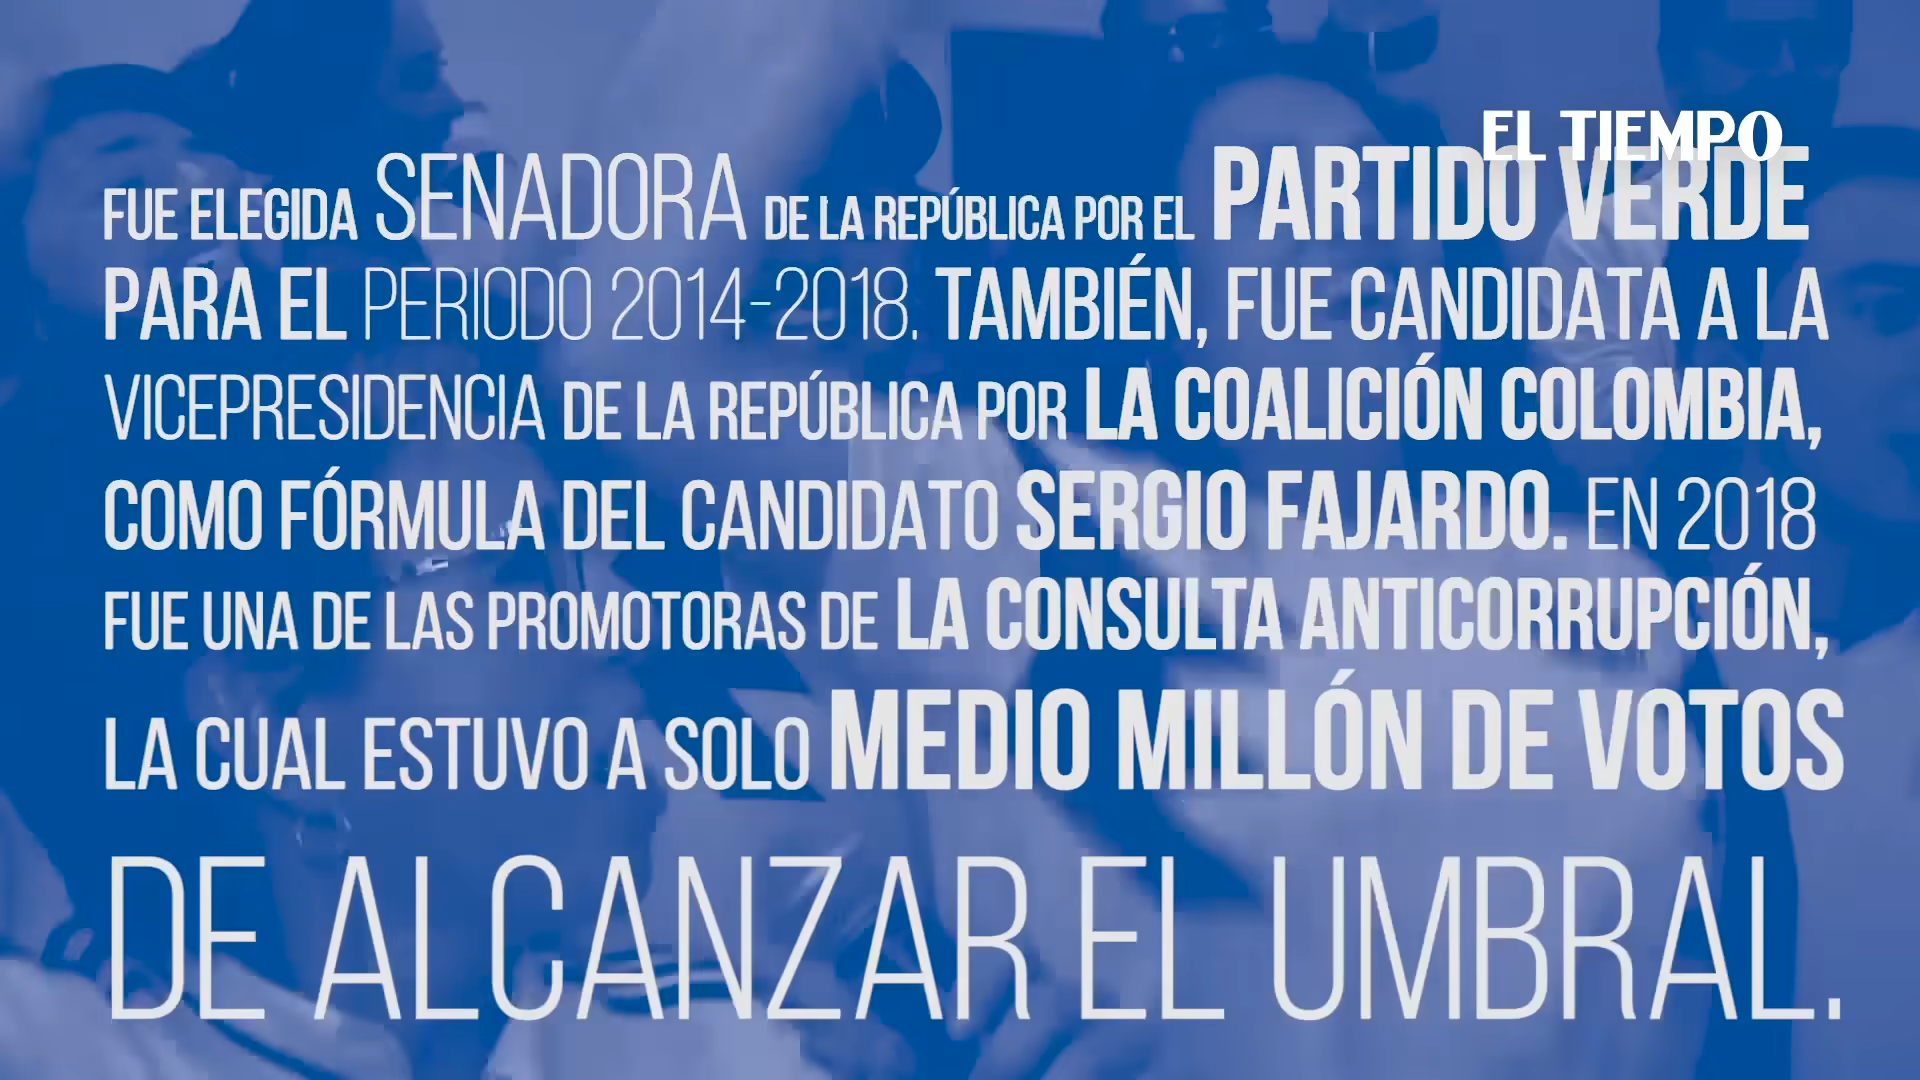 EL TIEMPO
FUE ELEGIDA SENADORA DE LA REPÚBLICA POR EL PARTIDO VERDE
PARA EL PERIODO 2014-2018. TAMBIÉN, FUE CANDIDATA A LA
VICEPRESIDENCIA DE LA REPÚBLICA POR LA COALICIÓN COLOMBIA,
COMO FÓRMULA DEL CANDIDATO SERGIO FAJARDO. EN 2018
FUE UNA DE LAS PROMOTORAS DE LA CONSULTA ANTICORRUPCIÓN,
LA CUAL ESTUVO A SOLO MEDIO MILLÓN DE VOTOS
DE ALCANZAR EL UMBRAL.